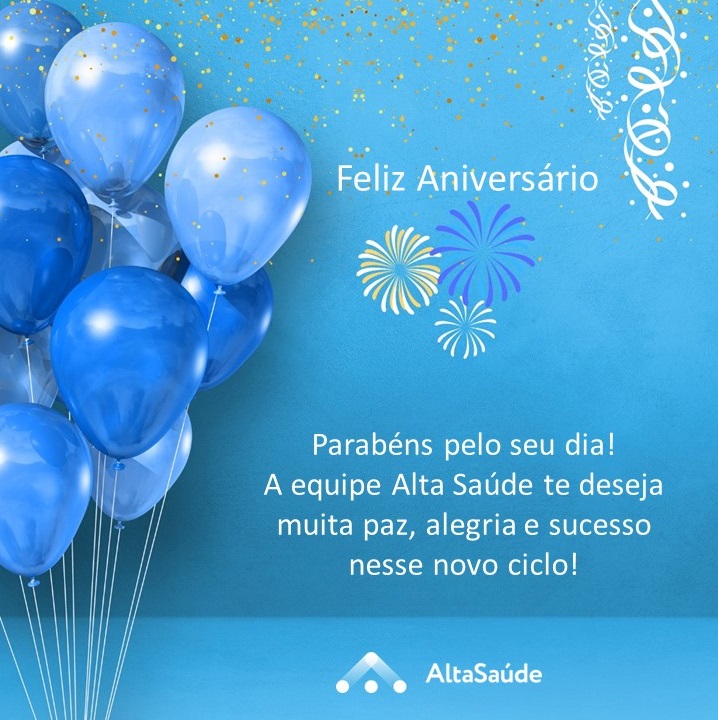 Feliz Aniversário
Parabéns pelo seu dia!
A equipe Alta Saúde te deseja
muita paz, alegria e sucesso
nesse novo ciclo!
AltaSaúde